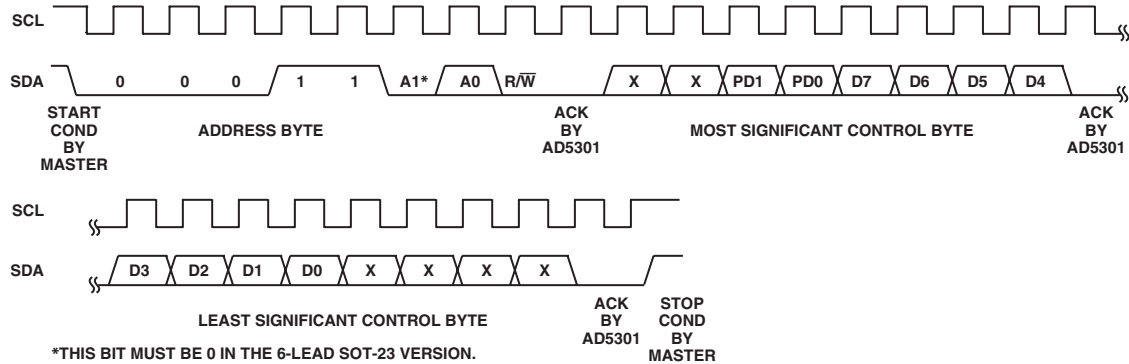 SCL
SDA 0 0 0 1 1 A1* A0 R/W̅ X X PD1 PD0 D7 D6 D5 D4
START COND BY MASTER
ADDRESS BYTE
ACK BY AD5301
MOST SIGNIFICANT CONTROL BYTE
ACK BY AD5301
SCL
SDA D3 D2 D1 D0 X X X X
LEAST SIGNIFICANT CONTROL BYTE
ACK BY AD5301
STOP COND BY MASTER
*THIS BIT MUST BE 0 IN THE 6-LEAD SOT-23 VERSION.